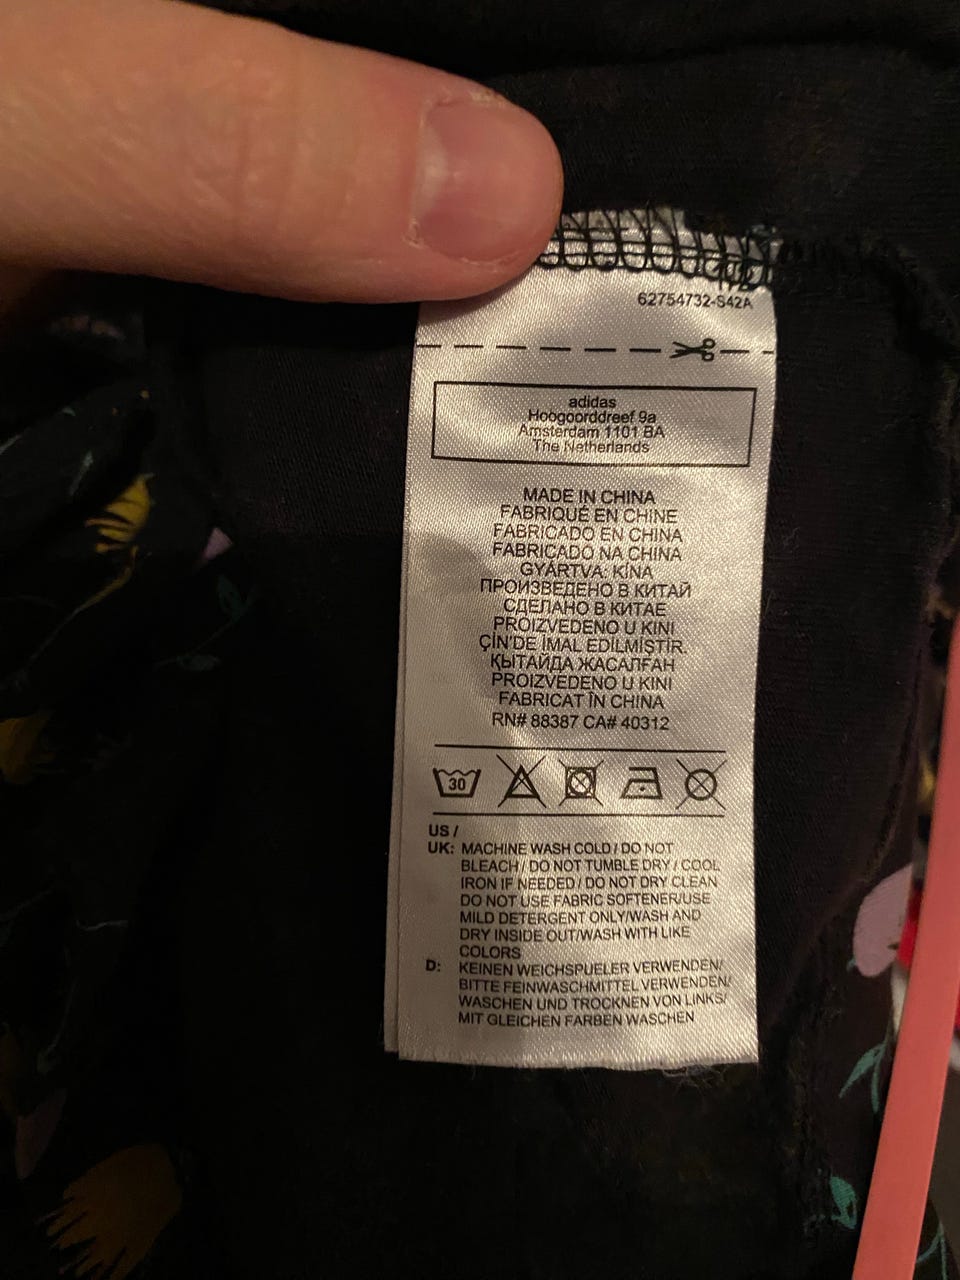 62754732-S42A
adidas
Hoogoorddreef 9a
Amsterdam 1101 BA
The Netherlands
MADE IN CHINA
FABRIQUÉ EN CHINE
FABRICADO EN CHINA
FABRICADO NA CHINA
GYÁRTVA: KÍNA
ПРОИЗВЕДЕНО В КИТАЙ
СДЕЛАНО В КИТАЕ
PROIZVEDENO U KINI
ÇİN'DE İMAL EDİLMİŞTİR.
ҚЫТАЙДА ЖАСАЛҒАН
PROIZVEDENO U KINI
FABRICAT ÎN CHINA
RN# 88387 CA# 40312
30
US /
UK: MACHINE WASH COLD / DO NOT
BLEACH / DO NOT TUMBLE DRY / COOL
IRON IF NEEDED / DO NOT DRY CLEAN
DO NOT USE FABRIC SOFTENER/USE
MILD DETERGENT ONLY/WASH AND
DRY INSIDE OUT/WASH WITH LIKE
COLORS
D: KEINEN WEICHSPUELER VERWENDEN/
BITTE FEINWASCHMITTEL VERWENDEN/
WASCHEN UND TROCKNEN VON LINKS/
MIT GLEICHEN FARBEN WASCHEN